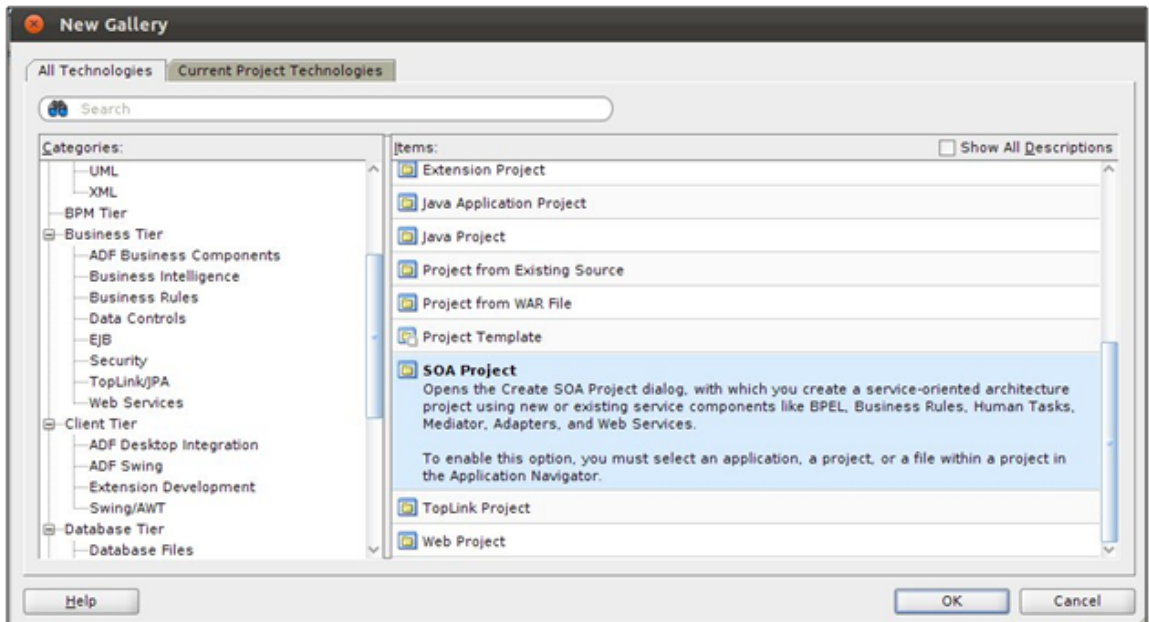 New Gallery
All Technologies
Current Project Technologies
Search
Categories:
UML
XML
BPM Tier
Business Tier
ADF Business Components
Business Intelligence
Business Rules
Data Controls
EJB
Security
TopLink/JPA
Web Services
Client Tier
ADF Desktop Integration
ADF Swing
Extension Development
Swing/AWT
Database Tier
Database Files
Items:
Show All Descriptions
Extension Project
Java Application Project
Java Project
Project from Existing Source
Project from WAR File
Project Template
SOA Project
Opens the Create SOA Project dialog, with which you create a service-oriented architecture
project using new or existing service components like BPEL, Business Rules, Human Tasks,
Mediator, Adapters, and Web Services.
To enable this option, you must select an application, a project, or a file within a project in
the Application Navigator.
TopLink Project
Web Project
Help
OK
Cancel